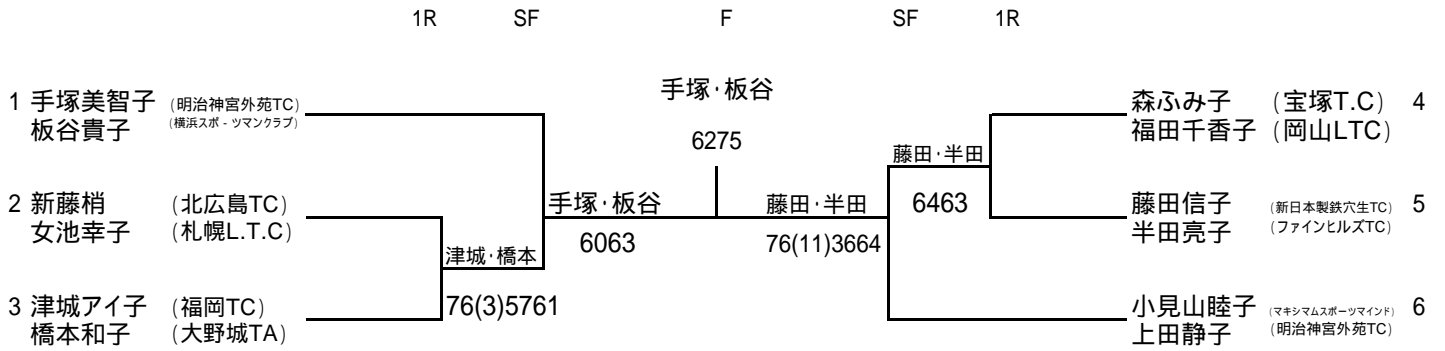 1R SF F SF 1R
手塚・板谷
1 手塚美智子 (明治神宮外苑TC)
板谷貴子 (横浜スポ - ツマンクラブ)
森ふみ子 (宝塚T.C) 4
福田千香子 (岡山LTC)
6275
藤田・半田
2 新藤梢 (北広島TC)
女池幸子 (札幌L.T.C)
手塚・板谷
6063
藤田・半田
76(11)3664
6463
藤田信子 (新日本製鉄穴生TC) 5
半田亮子 (ファインヒルズTC)
津城・橋本
76(3)5761
3 津城アイ子 (福岡TC)
橋本和子 (大野城TA)
小見山睦子 (マキシマムスポーツマインド) 6
上田静子 (明治神宮外苑TC)